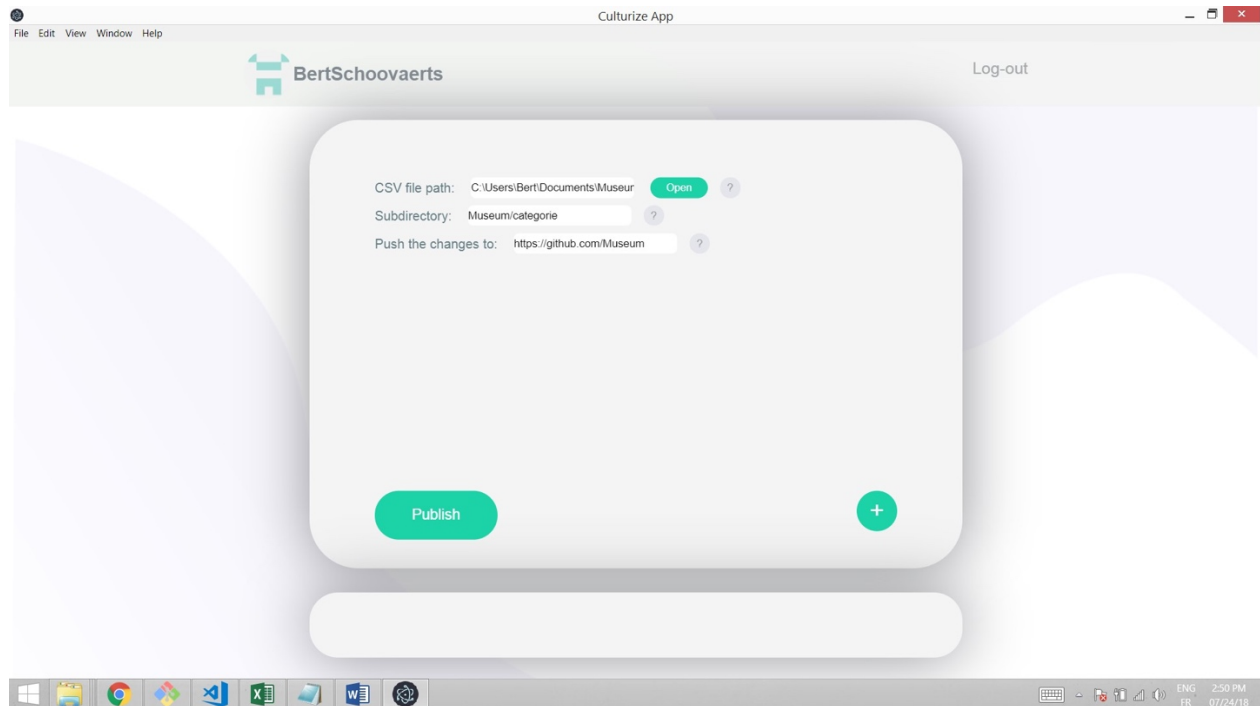 Culturize App
File Edit View Window Help
BertSchoovaerts
Log-out
CSV file path: C:\Users\Bert\Documents\Museur Open ?
Subdirectory: Museum/categorie ?
Push the changes to: https://github.com/Museum ?
Publish +
ENG 2:50 PM
FR 07/24/18